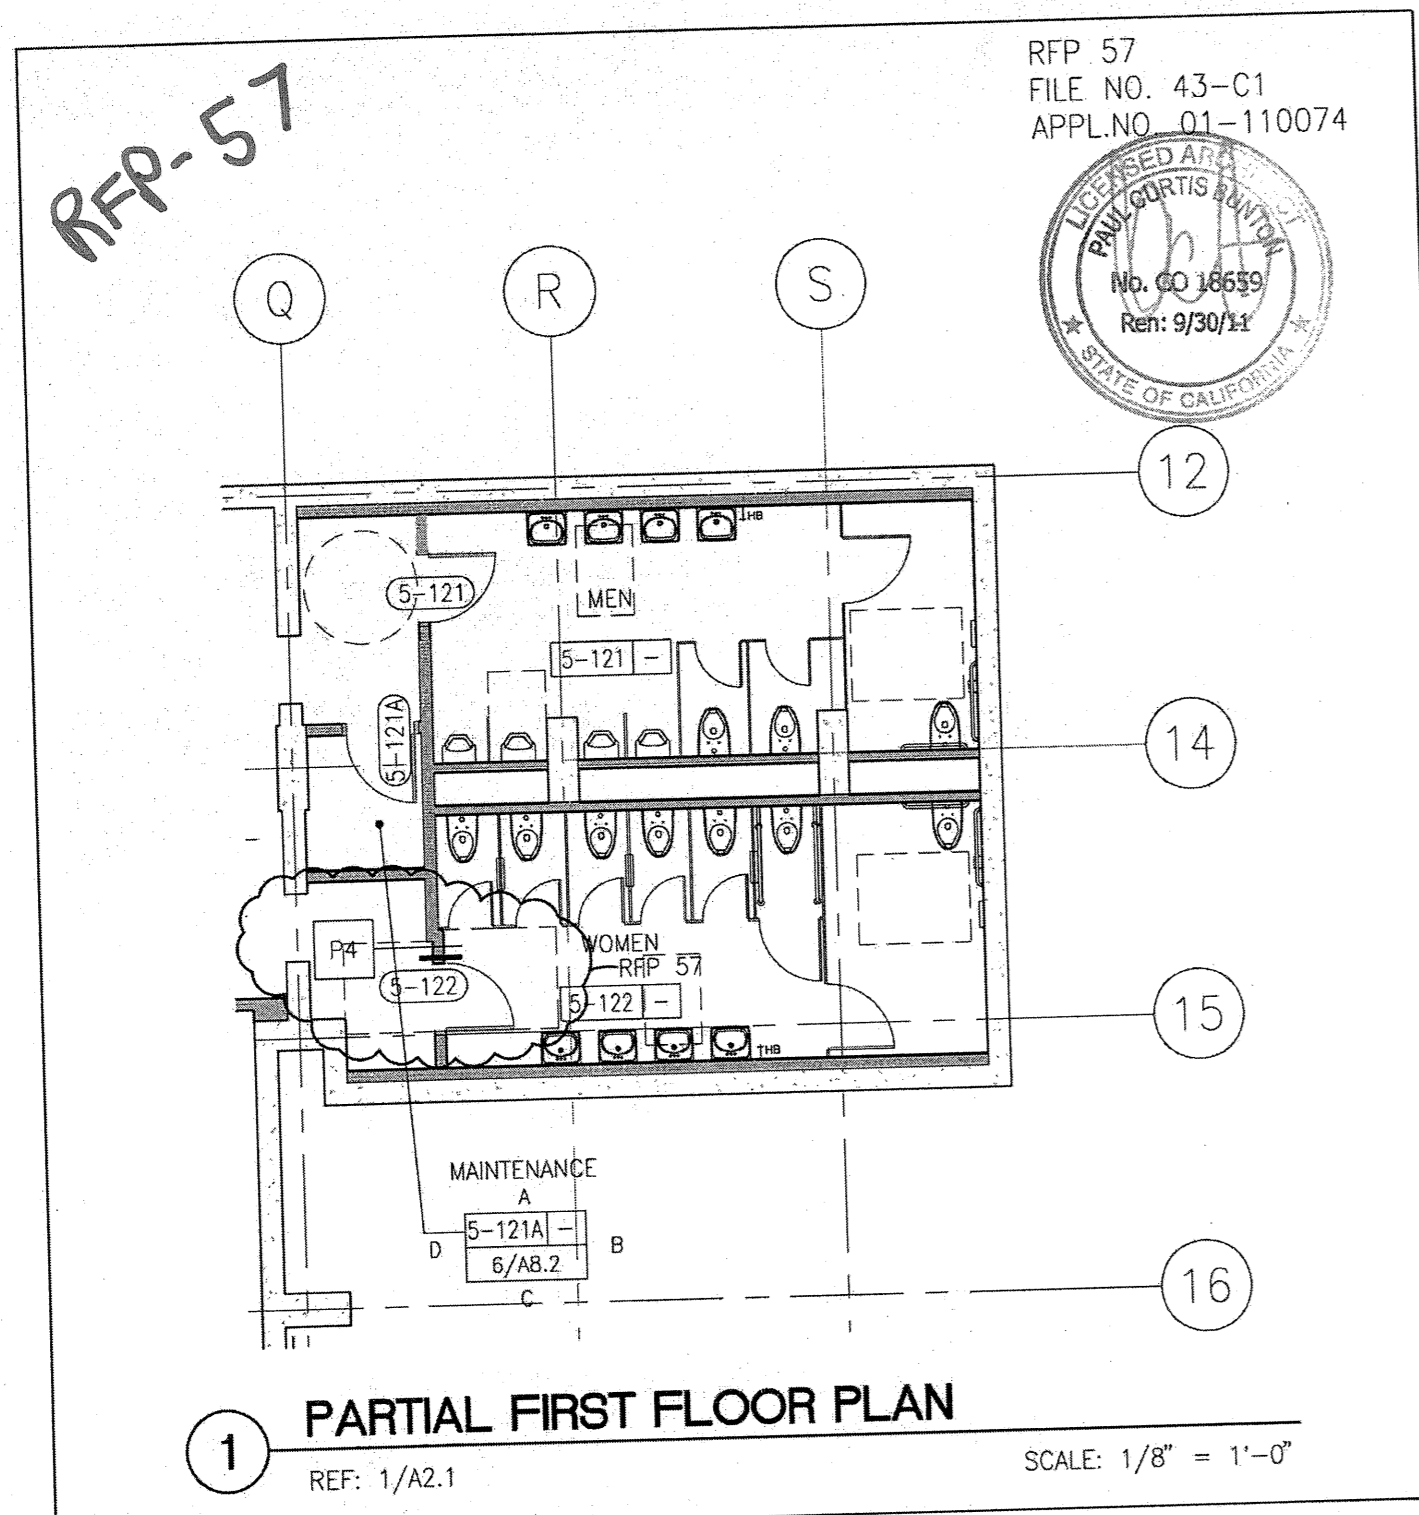 RFP-57
RFP 57
FILE NO. 43-C1
APPL.NO. 01-110074
LICENSED ARCHITECT
PAUL CURTIS BUNTON
No. CO 18659
Ren: 9/30/11
STATE OF CALIFORNIA
Q
R
S
12
HB
5-121
MEN
5-121 -
5-121A
14
WOMEN
P4
RFP 57
5-122
5-122 -
15
HB
MAINTENANCE
A
5-121A -
D
B
6/A8.2
C
16
1
PARTIAL FIRST FLOOR PLAN
REF: 1/A2.1
SCALE: 1/8" = 1'-0"